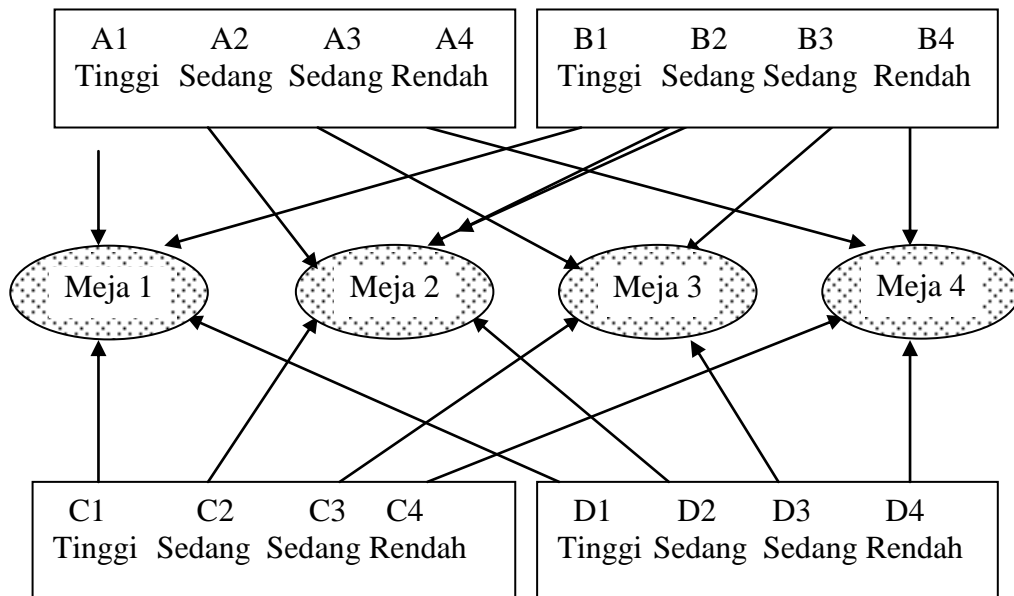 A1 A2 A3 A4
Tinggi Sedang Sedang Rendah
B1 B2 B3 B4
Tinggi Sedang Sedang Rendah
Meja 1 Meja 2 Meja 3 Meja 4
C1 C2 C3 C4
Tinggi Sedang Sedang Rendah
D1 D2 D3 D4
Tinggi Sedang Sedang Rendah